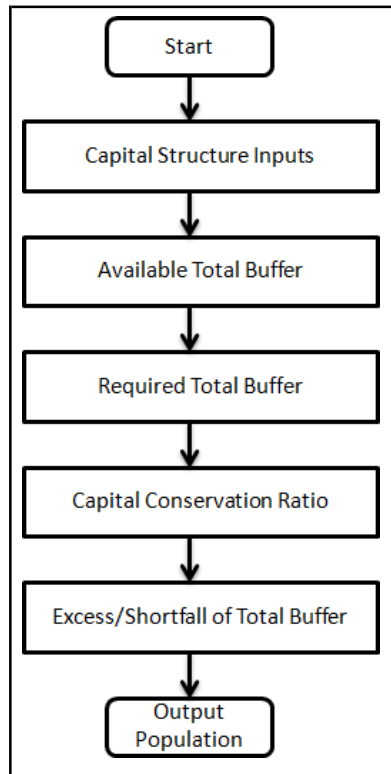 Start
Capital Structure Inputs
Available Total Buffer
Required Total Buffer
Capital Conservation Ratio
Excess/Shortfall of Total Buffer
Output
Population